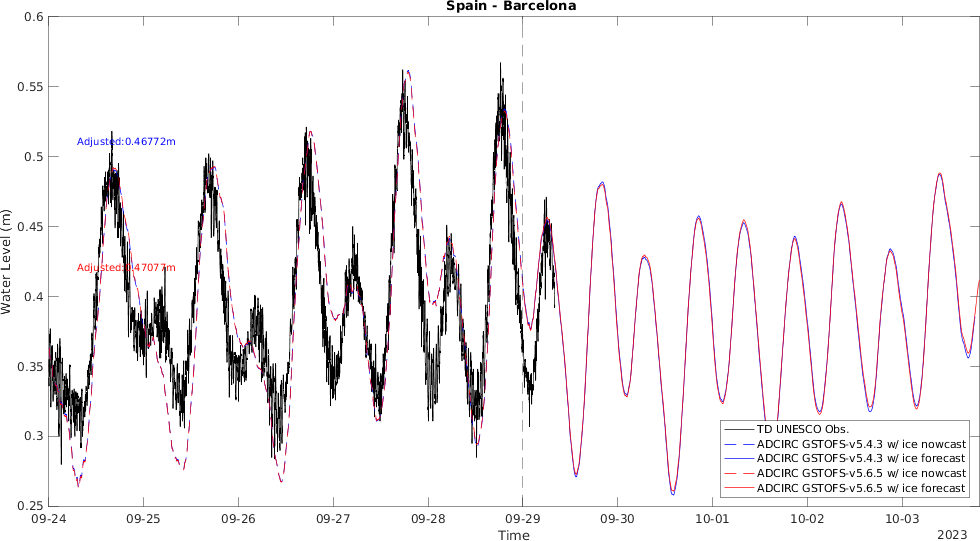 Spain - Barcelona
0.6
0.55
0.5
0.45
0.4
0.35
0.3
0.25
Water Level (m)
Adjusted:0.46772m
Adjusted:0.47077m
TD UNESCO Obs.
ADCIRC GSTOFS-v5.4.3 w/ ice nowcast
ADCIRC GSTOFS-v5.4.3 w/ ice forecast
ADCIRC GSTOFS-v5.6.5 w/ ice nowcast
ADCIRC GSTOFS-v5.6.5 w/ ice forecast
09-24 09-25 09-26 09-27 09-28 09-29 09-30 10-01 10-02 10-03
Time
2023